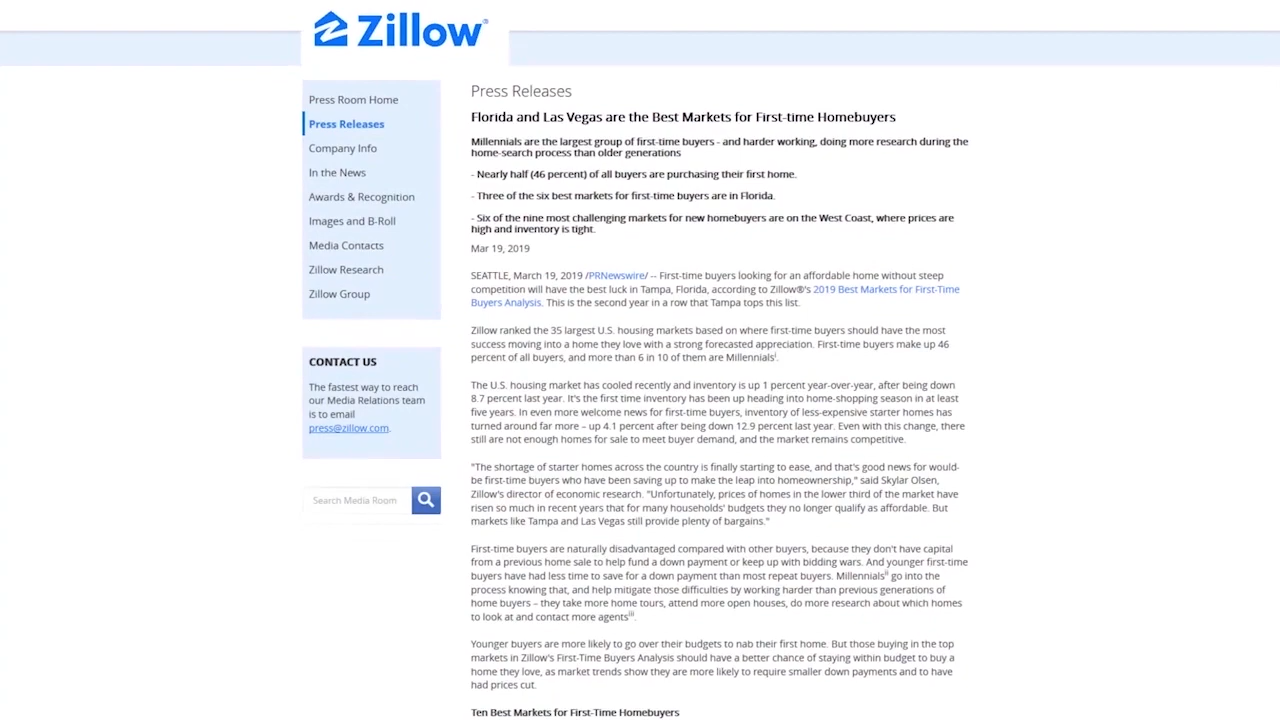 Zillow®
Press Room Home
Press Releases
Company Info
In the News
Awards & Recognition
Images and B-Roll
Media Contacts
Zillow Research
Zillow Group
CONTACT US
The fastest way to reach
our Media Relations team
is to email
press@zillow.com.
Search Media Room
Press Releases
Florida and Las Vegas are the Best Markets for First-time Homebuyers
Millennials are the largest group of first-time buyers - and harder working, doing more research during the
home-search process than older generations
- Nearly half (46 percent) of all buyers are purchasing their first home.
- Three of the six best markets for first-time buyers are in Florida.
- Six of the nine most challenging markets for new homebuyers are on the West Coast, where prices are
high and inventory is tight.
Mar 19, 2019
SEATTLE, March 19, 2019 /PRNewswire/ -- First-time buyers looking for an affordable home without steep
competition will have the best luck in Tampa, Florida, according to Zillow®'s 2019 Best Markets for First-Time
Buyers Analysis. This is the second year in a row that Tampa tops this list.
Zillow ranked the 35 largest U.S. housing markets based on where first-time buyers should have the most
success moving into a home they love with a strong forecasted appreciation. First-time buyers make up 46
percent of all buyers, and more than 6 in 10 of them are Millennialsⁱ.
The U.S. housing market has cooled recently and inventory is up 1 percent year-over-year, after being down
8.7 percent last year. It's the first time inventory has been up heading into home-shopping season in at least
five years. In even more welcome news for first-time buyers, inventory of less-expensive starter homes has
turned around far more – up 4.1 percent after being down 12.9 percent last year. Even with this change, there
still are not enough homes for sale to meet buyer demand, and the market remains competitive.
"The shortage of starter homes across the country is finally starting to ease, and that's good news for would-
be first-time buyers who have been saving up to make the leap into homeownership," said Skylar Olsen,
Zillow's director of economic research. "Unfortunately, prices of homes in the lower third of the market have
risen so much in recent years that for many households' budgets they no longer qualify as affordable. But
markets like Tampa and Las Vegas still provide plenty of bargains."
First-time buyers are naturally disadvantaged compared with other buyers, because they don't have capital
from a previous home sale to help fund a down payment or keep up with bidding wars. And younger first-time
buyers have had less time to save for a down payment than most repeat buyers. Millennialsⁱⁱ go into the
process knowing that, and help mitigate those difficulties by working harder than previous generations of
home buyers – they take more home tours, attend more open houses, do more research about which homes
to look at and contact more agentsⁱⁱⁱ.
Younger buyers are more likely to go over their budgets to nab their first home. But those buying in the top
markets in Zillow's First-Time Buyers Analysis should have a better chance of staying within budget to buy a
home they love, as market trends show they are more likely to require smaller down payments and to have
had prices cut.
Ten Best Markets for First-Time Homebuyers